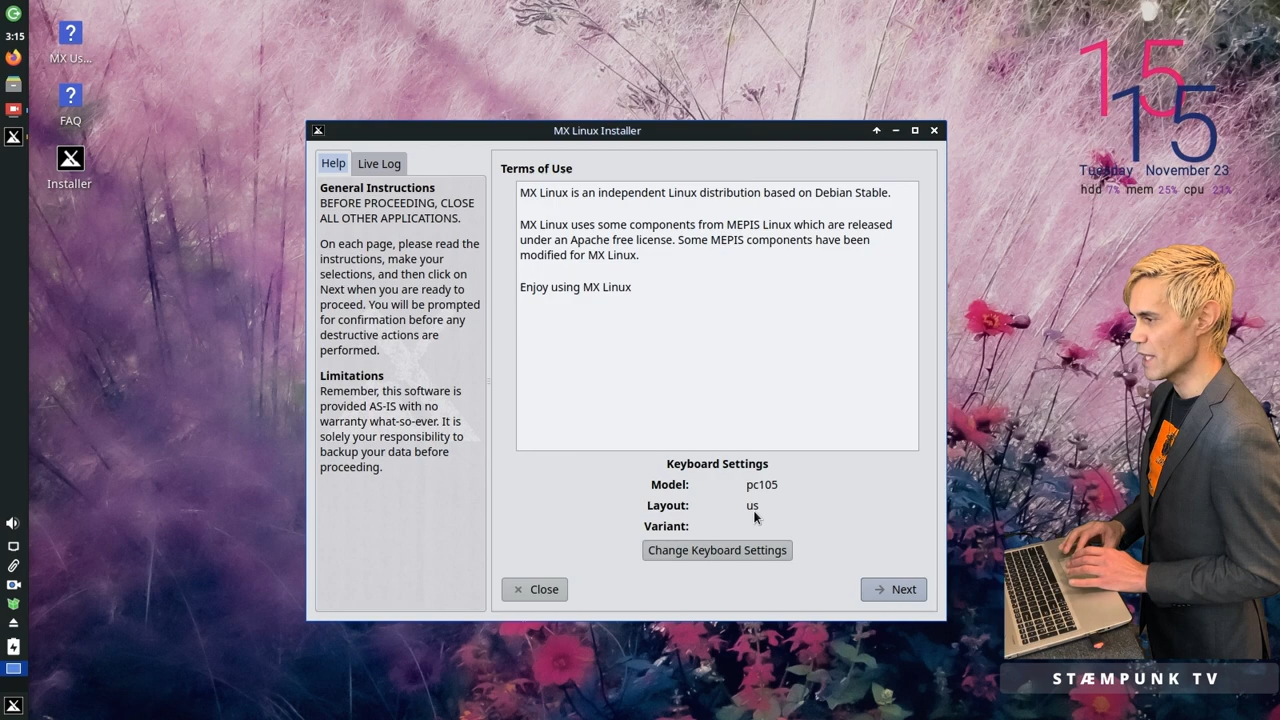 3:15
MX Us...
FAQ
Installer
MX Linux Installer
Help
Live Log
General Instructions
BEFORE PROCEEDING, CLOSE
ALL OTHER APPLICATIONS.
On each page, please read the
instructions, make your
selections, and then click on
Next when you are ready to
proceed. You will be prompted
for confirmation before any
destructive actions are
performed.
Limitations
Remember, this software is
provided AS-IS with no
warranty what-so-ever. It is
solely your responsibility to
backup your data before
proceeding.
Terms of Use
MX Linux is an independent Linux distribution based on Debian Stable.
MX Linux uses some components from MEPIS Linux which are released
under an Apache free license. Some MEPIS components have been
modified for MX Linux.
Enjoy using MX Linux
Keyboard Settings
Model: pc105
Layout: us
Variant:
Change Keyboard Settings
Close
Next
15
15
Tuesday November 23
hdd 7% mem 25% cpu 21%
STÆMPUNK TV